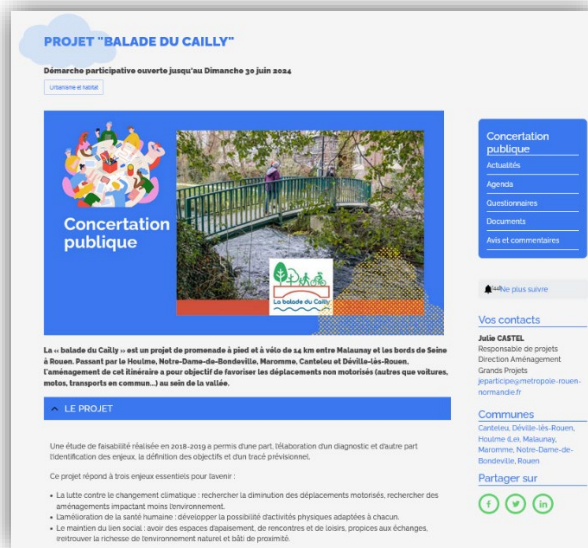 PROJET "BALADE DU CAILLY"
Démarche participative ouverte jusqu'au Dimanche 30 juin 2024
Urbanisme et habitat
Concertation
publique
La balade du Cailly
La « balade du Cailly » est un projet de promenade à pied et à vélo de 14 km entre Malaunay et les bords de Seine
à Rouen. Passant par le Houlme, Notre-Dame-de-Bondeville, Maromme, Canteleu et Déville-lès-Rouen,
l'aménagement de cet itinéraire a pour objectif de favoriser les déplacements non motorisés (autres que voitures,
motos, transports en commun...) au sein de la vallée.
LE PROJET
Une étude de faisabilité réalisée en 2018-2019 a permis d'une part, l'élaboration d'un diagnostic et d'autre part
l'identification des enjeux, la définition des objectifs et d'un tracé prévisionnel.
Ce projet répond à trois enjeux essentiels pour l'avenir :
• La lutte contre le changement climatique : rechercher la diminution des déplacements motorisés, rechercher des
aménagements impactant moins l'environnement.
• L'amélioration de la santé humaine : développer la possibilité d'activités physiques adaptées à chacun.
• Le maintien du lien social : avoir des espaces d'apaisement, de rencontres et de loisirs, propices aux échanges,
(re)trouver la richesse de l'environnement naturel et bâti de proximité.
Concertation
publique
Actualités
Agenda
Questionnaires
Documents
Avis et commentaires
Ne plus suivre
Vos contacts
Julie CASTEL
Responsable de projets
Direction Aménagement
Grands Projets
jeparticipe@metropole-rouen-
normandie.fr
Communes
Canteleu, Déville-lès-Rouen,
Houlme (Le), Malaunay,
Maromme, Notre-Dame-de-
Bondeville, Rouen
Partager sur